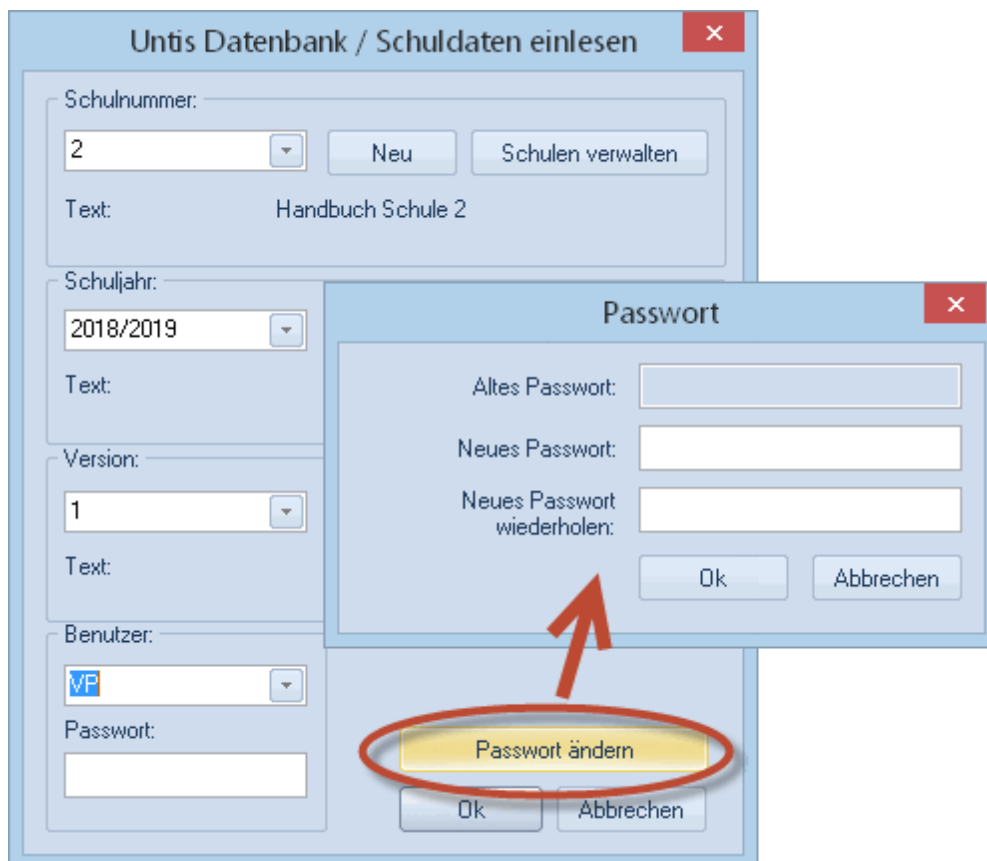 Untis Datenbank / Schuldaten einlesen
Schulnummer:
2
Neu
Schulen verwalten
Text:
Handbuch Schule 2
Schuljahr:
2018/2019
Text:
Version:
1
Text:
Benutzer:
VP
Passwort:
Passwort ändern
Ok
Abbrechen
Passwort
Altes Passwort:
Neues Passwort:
Neues Passwort
wiederholen:
Ok
Abbrechen